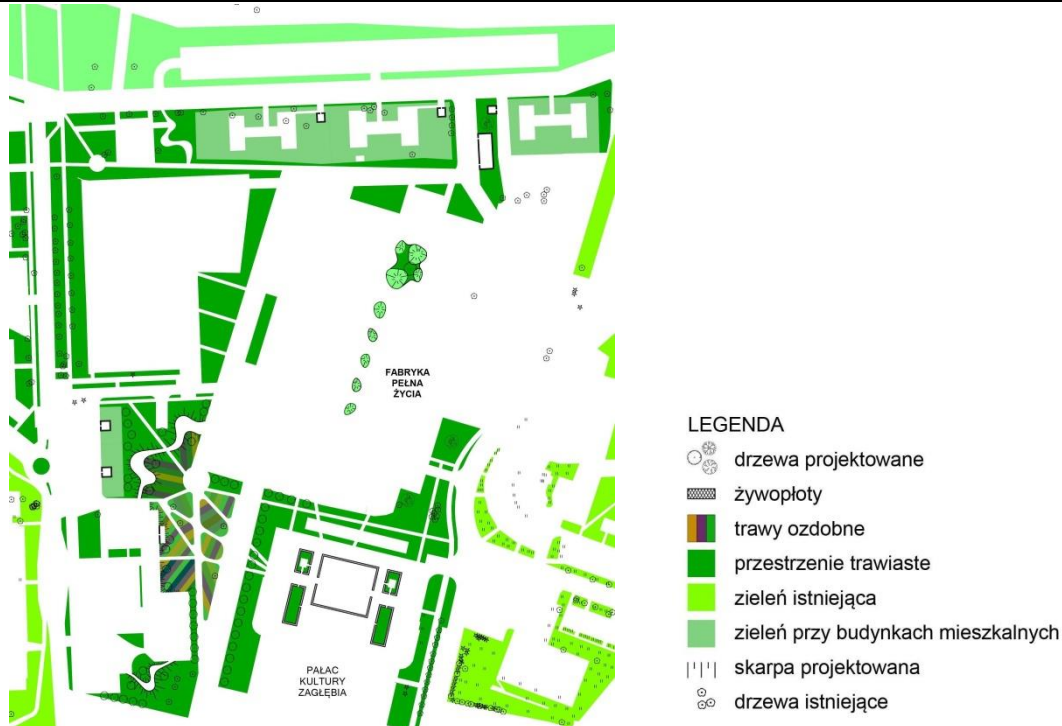 FABRYKA
PEŁNA
ŻYCIA
PAŁAC
KULTURY
ZAGŁĘBIA
LEGENDA
drzewa projektowane
żywopłoty
trawy ozdobne
przestrzenie trawiaste
zieleń istniejąca
zieleń przy budynkach mieszkalnych
skarpa projektowana
drzewa istniejące